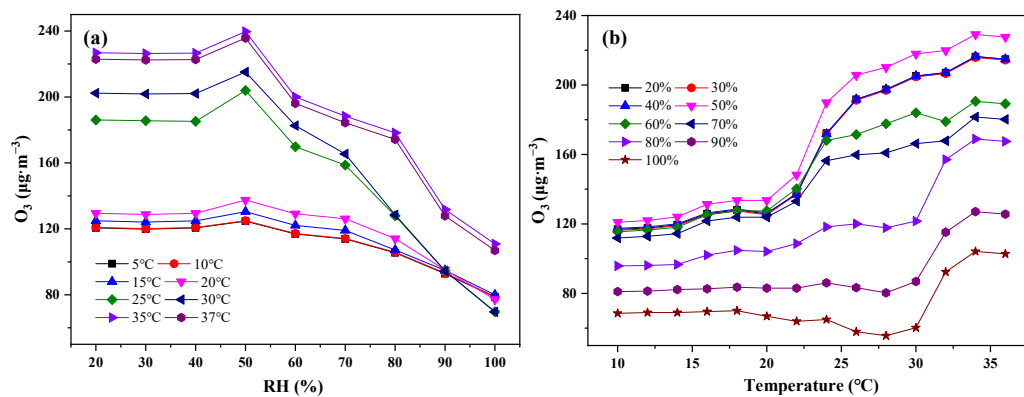 (a)
O₃ (μg·m⁻³)
240
200
160
120
80
5℃ 10℃
15℃ 20℃
25℃ 30℃
35℃ 37℃
20 30 40 50 60 70 80 90 100
RH (%)
(b)
O₃ (μg·m⁻³)
240
200
160
120
80
20% 30%
40% 50%
60% 70%
80% 90%
100%
10 15 20 25 30 35
Temperature (℃)